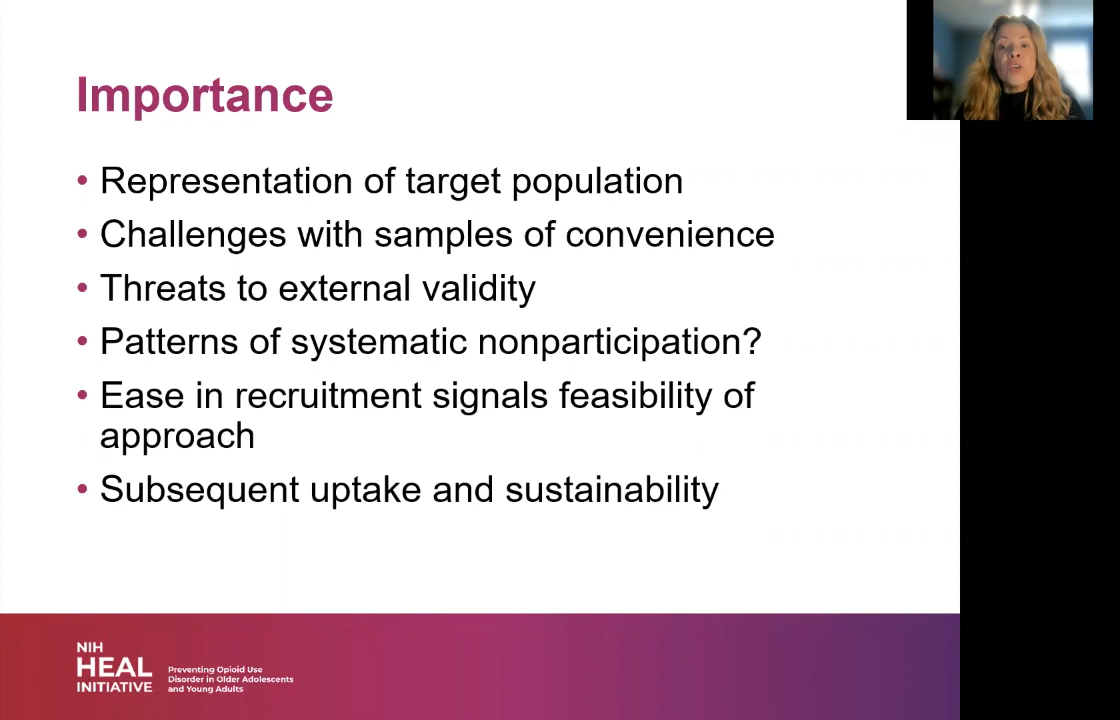 Importance
• Representation of target population
• Challenges with samples of convenience
• Threats to external validity
• Patterns of systematic nonparticipation?
• Ease in recruitment signals feasibility of
approach
• Subsequent uptake and sustainability
NIH
HEAL
INITIATIVE
Preventing Opioid Use
Disorder in Older Adolescents
and Young Adults